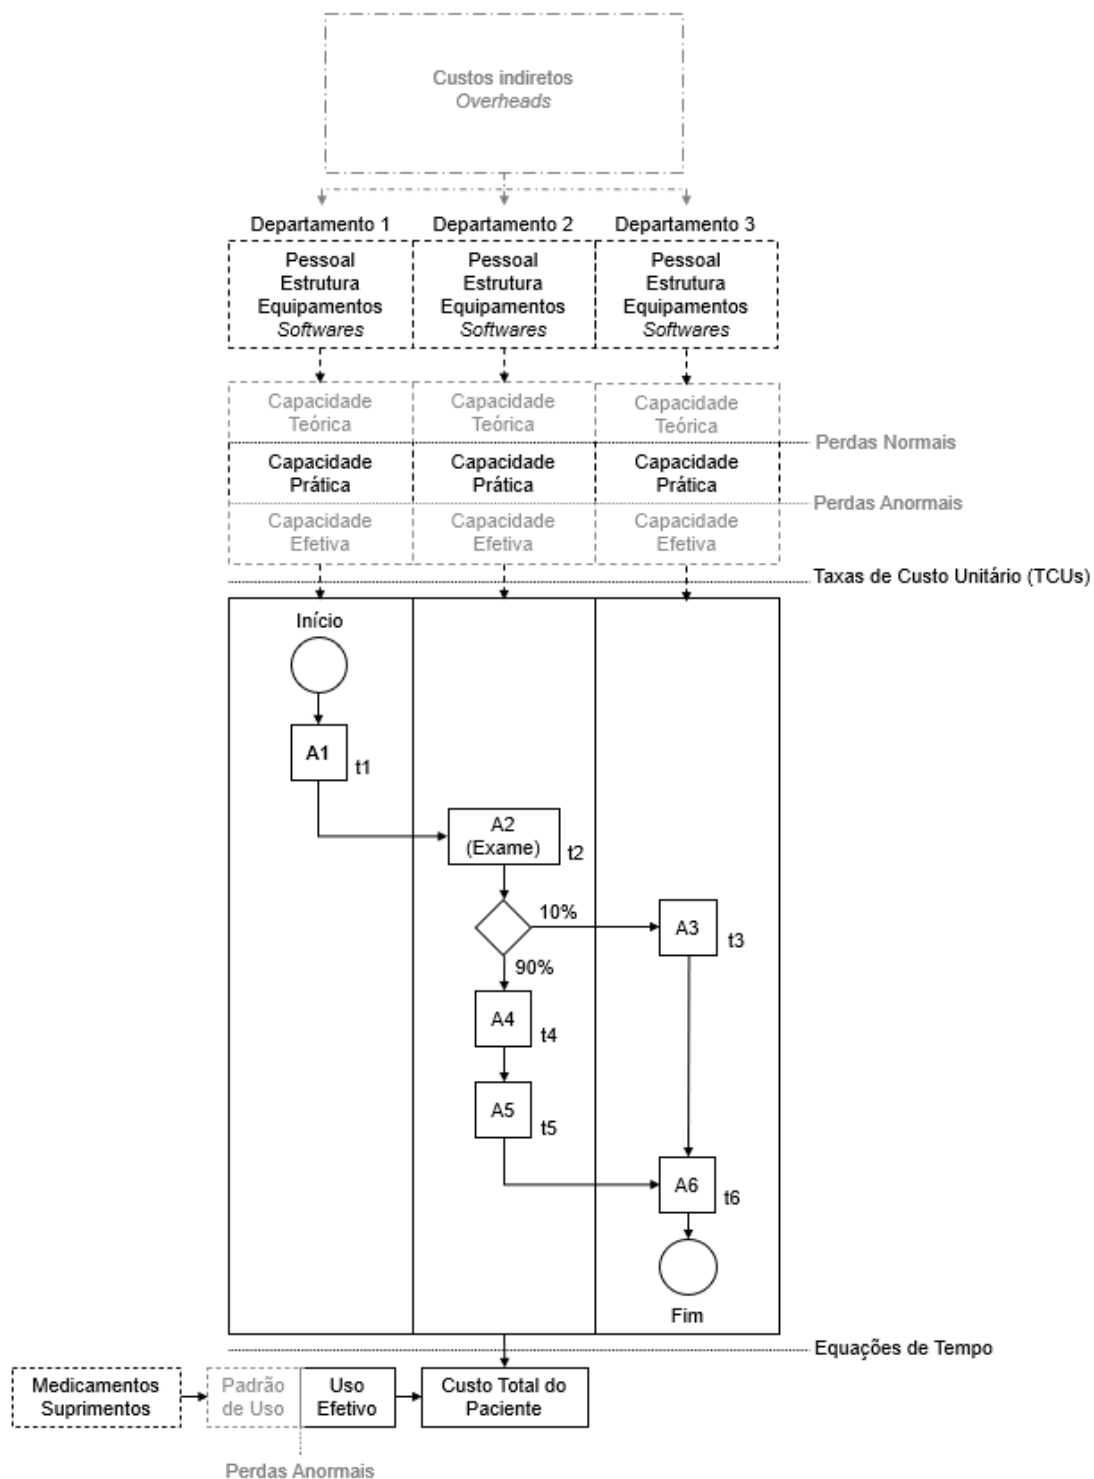 Custos indiretos
Overheads
Departamento 1
Departamento 2
Departamento 3
Pessoal
Estrutura
Equipamentos
Softwares
Pessoal
Estrutura
Equipamentos
Softwares
Pessoal
Estrutura
Equipamentos
Softwares
Capacidade
Teórica
Capacidade
Teórica
Capacidade
Teórica
Perdas Normais
Capacidade
Prática
Capacidade
Prática
Capacidade
Prática
Perdas Anormais
Capacidade
Efetiva
Capacidade
Efetiva
Capacidade
Efetiva
Taxas de Custo Unitário (TCUs)
Início
A1
t1
A2
(Exame)
t2
10%
A3
t3
90%
A4
t4
A5
t5
A6
t6
Fim
Equações de Tempo
Medicamentos
Suprimentos
Padrão
de Uso
Uso
Efetivo
Custo Total do
Paciente
Perdas Anormais